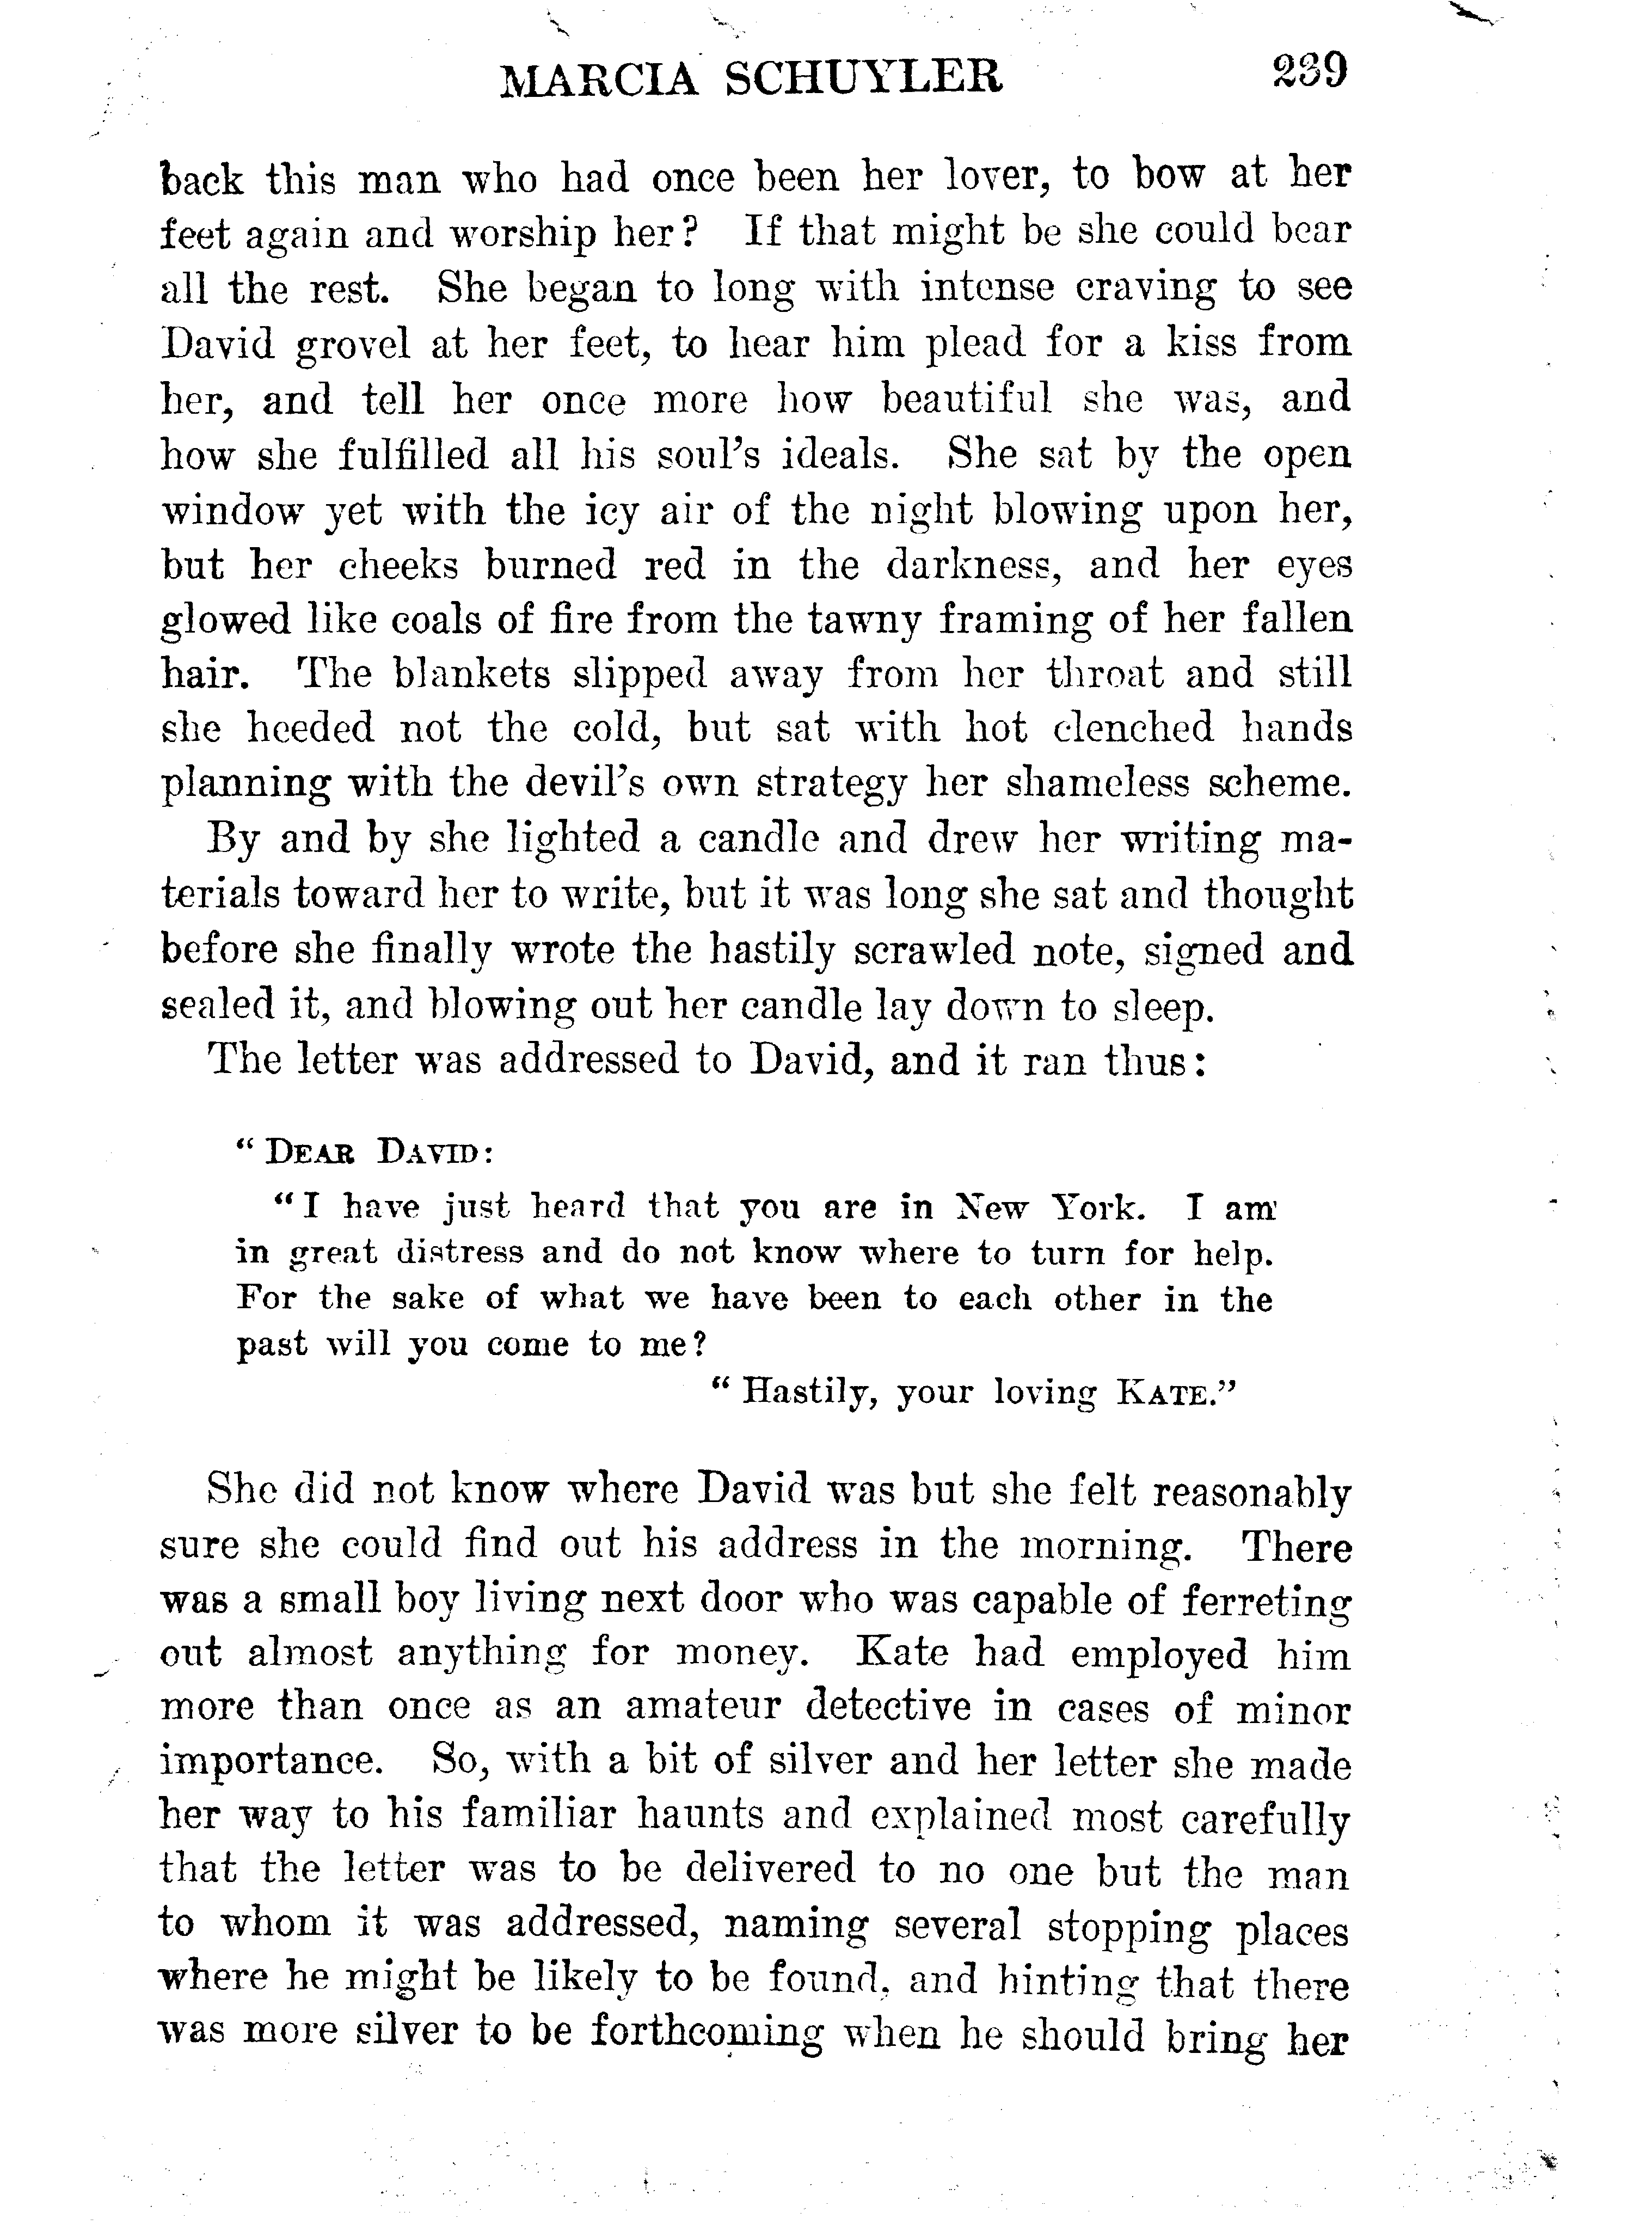 MARCIA SCHUYLER 239
back this man who had once been her lover, to bow at her
feet again and worship her? If that might be she could bear
all the rest. She began to long with intense craving to see
David grovel at her feet, to hear him plead for a kiss from
her, and tell her once more how beautiful she was, and
how she fulfilled all his soul's ideals. She sat by the open
window yet with the icy air of the night blowing upon her,
but her cheeks burned red in the darkness, and her eyes
glowed like coals of fire from the tawny framing of her fallen
hair. The blankets slipped away from her throat and still
she heeded not the cold, but sat with hot clenched hands
planning with the devil's own strategy her shameless scheme.
By and by she lighted a candle and drew her writing ma-
terials toward her to write, but it was long she sat and thought
before she finally wrote the hastily scrawled note, signed and
sealed it, and blowing out her candle lay down to sleep.
The letter was addressed to David, and it ran thus:
"DEAR DAVID:
"I have just heard that you are in New York. I am
in great distress and do not know where to turn for help.
For the sake of what we have been to each other in the
past will you come to me?
"Hastily, your loving KATE."
She did not know where David was but she felt reasonably
sure she could find out his address in the morning. There
was a small boy living next door who was capable of ferreting
out almost anything for money. Kate had employed him
more than once as an amateur detective in cases of minor
importance. So, with a bit of silver and her letter she made
her way to his familiar haunts and explained most carefully
that the letter was to be delivered to no one but the man
to whom it was addressed, naming several stopping places
where he might be likely to be found, and hinting that there
was more silver to be forthcoming when he should bring her